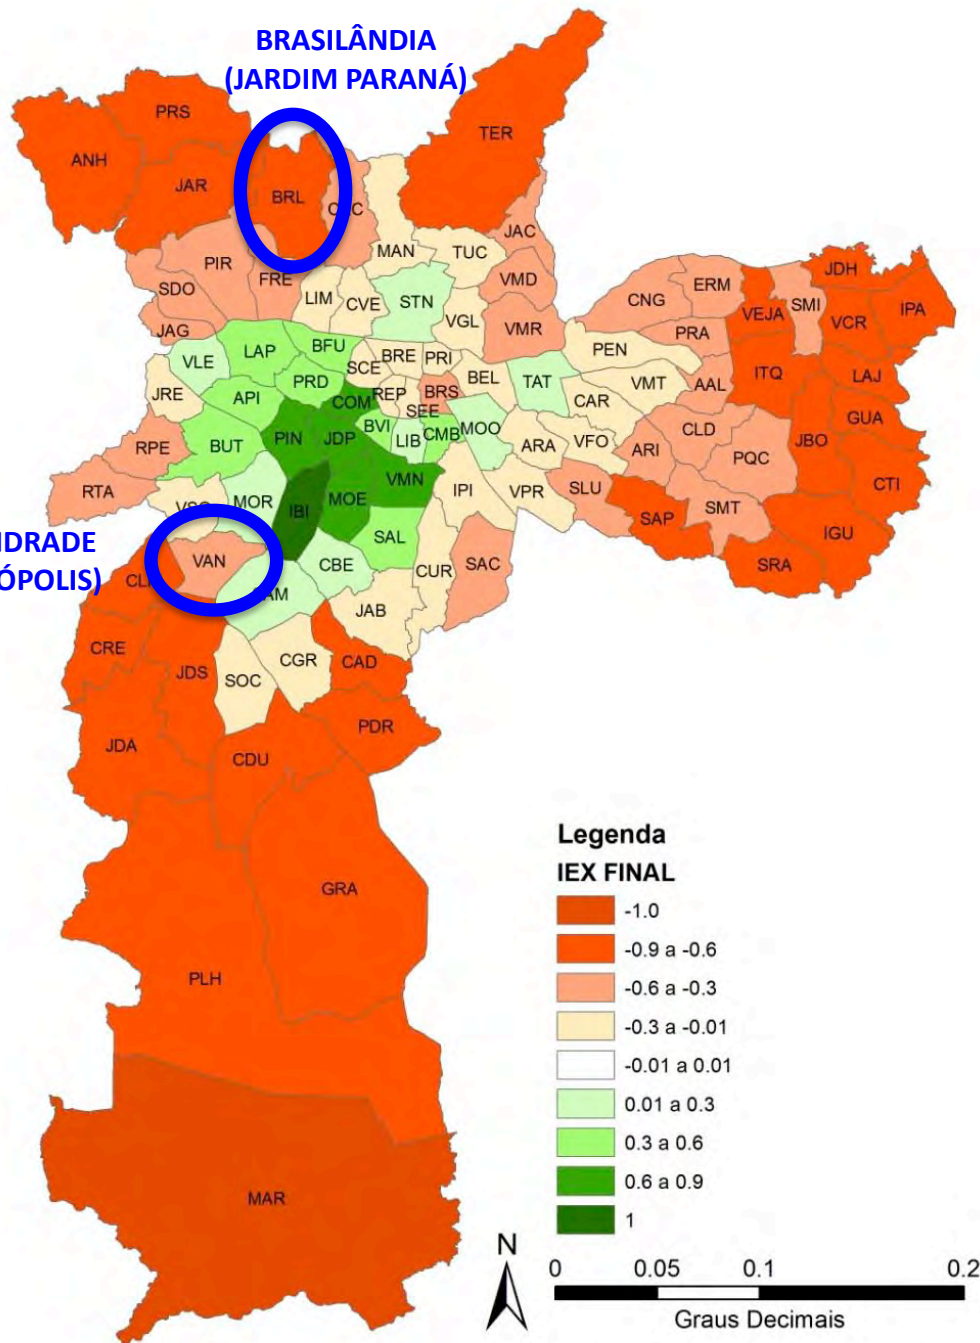 BRASILÂNDIA
(JARDIM PARANÁ)
TER
PRS
ANH
JAR
BRL
JAC
MAN
TUC
PIR
FRE
VMD
SDO
LIM
CVE
STN
CNG
ERM
JDH
VEJA
SMI
IPA
VCR
JAG
VGL
VMR
PRA
VLE
LAP
BFU
BRE
PRI
PEN
SCE
BEL
TAT
VMT
AAL
ITQ
LAJ
JRE
API
PRD
COM
REP
BRS
CAR
SEE
GUA
BUT
PIN
JDP
BVI
LIB
CMB
MOO
ARA
VFO
ARI
CLD
JBO
RPE
PQC
RTA
MOR
IBI
MOE
VMN
IPI
VPR
SLU
CTI
SAP
SMT
IGU
SAL
VAN
CBE
CUR
SAC
SRA
JAB
CRE
JDS
SOC
CGR
CAD
JDA
CDU
PDR
GRA
PLH
MAR
Legenda
IEX FINAL
-1.0
-0.9 a -0.6
-0.6 a -0.3
-0.3 a -0.01
-0.01 a 0.01
0.01 a 0.3
0.3 a 0.6
0.6 a 0.9
1
N
0 0.05 0.1 0.2
Graus Decimais